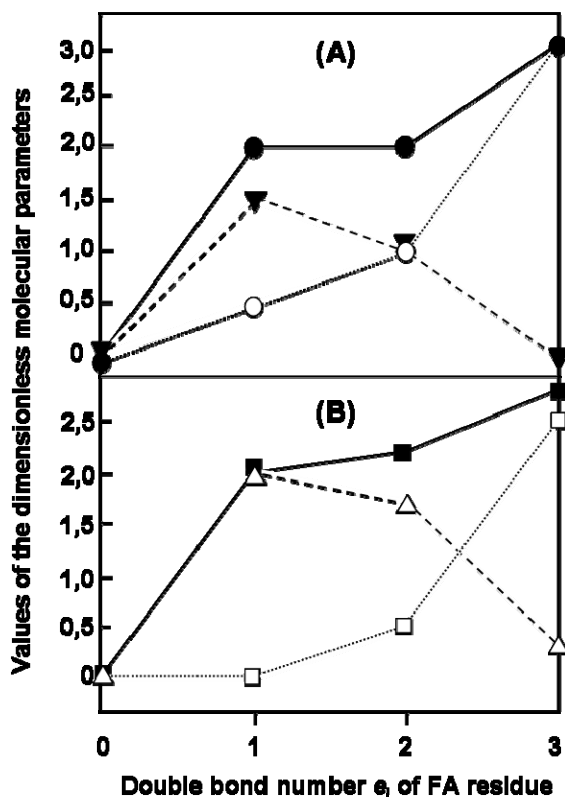 Values of the dimensionless molecular parameters
(A)
3,0
2,5
2,0
1,5
1,0
0,5
0
(B)
2,5
2,0
1,5
1,0
0,5
0
0 1 2 3
Double bond number eⱼ of FA residue